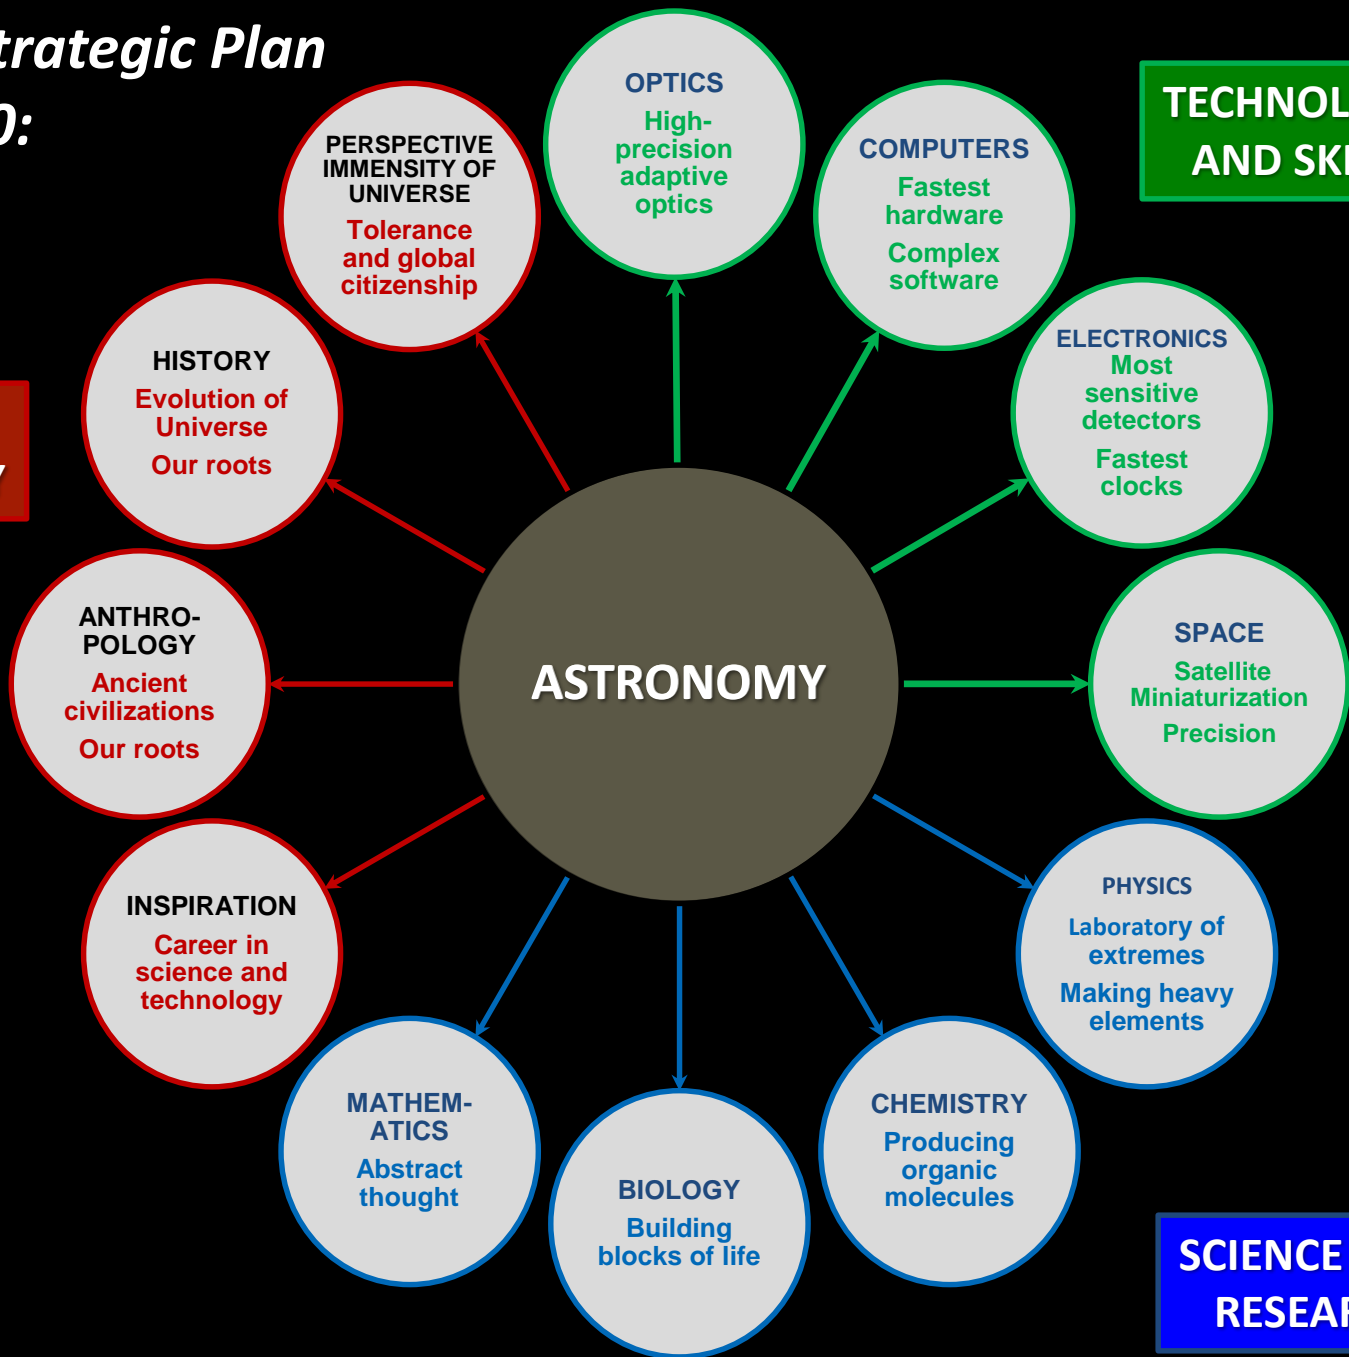 trategic Plan
0:
TECHNOL
AND SKI
Y
OPTICS
High-
precision
adaptive
optics
COMPUTERS
Fastest
hardware
Complex
software
ELECTRONICS
Most
sensitive
detectors
Fastest
clocks
SPACE
Satellite
Miniaturization
Precision
PHYSICS
Laboratory of
extremes
Making heavy
elements
CHEMISTRY
Producing
organic
molecules
BIOLOGY
Building
blocks of life
MATHEM-
ATICS
Abstract
thought
INSPIRATION
Career in
science and
technology
ANTHRO-
POLOGY
Ancient
civilizations
Our roots
HISTORY
Evolution of
Universe
Our roots
PERSPECTIVE
IMMENSITY OF
UNIVERSE
Tolerance
and global
citizenship
ASTRONOMY
SCIENCE
RESEAR